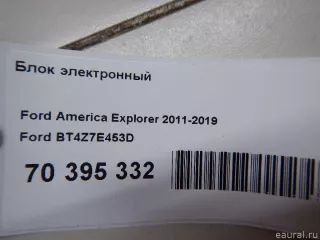 Блок электронный
Ford America Explorer 2011-2019
Ford BT4Z7E453D
70 395 332
eaural.ru